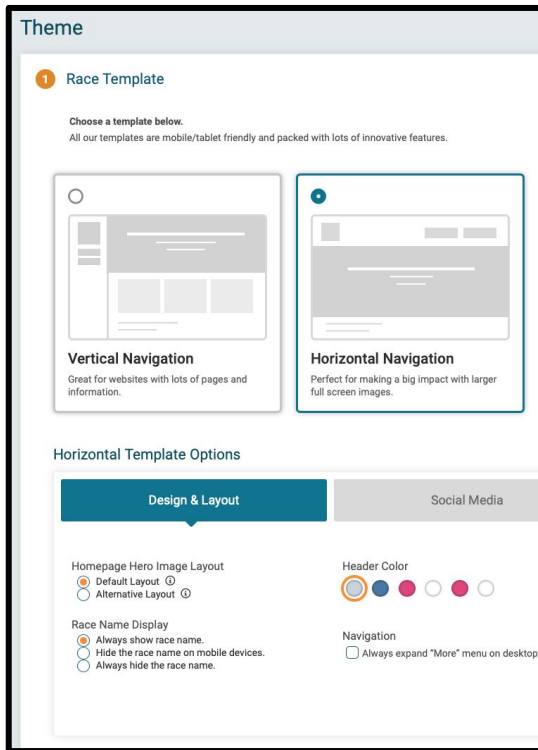 Theme
1 Race Template
Choose a template below.
All our templates are mobile/tablet friendly and packed with lots of innovative features.
Vertical Navigation
Great for websites with lots of pages and
information.
Horizontal Navigation
Perfect for making a big impact with larger
full screen images.
Horizontal Template Options
Design & Layout
Social Media
Homepage Hero Image Layout
Default Layout
Alternative Layout
Race Name Display
Always show race name.
Hide the race name on mobile devices.
Always hide the race name.
Header Color
Navigation
Always expand "More" menu on desktop